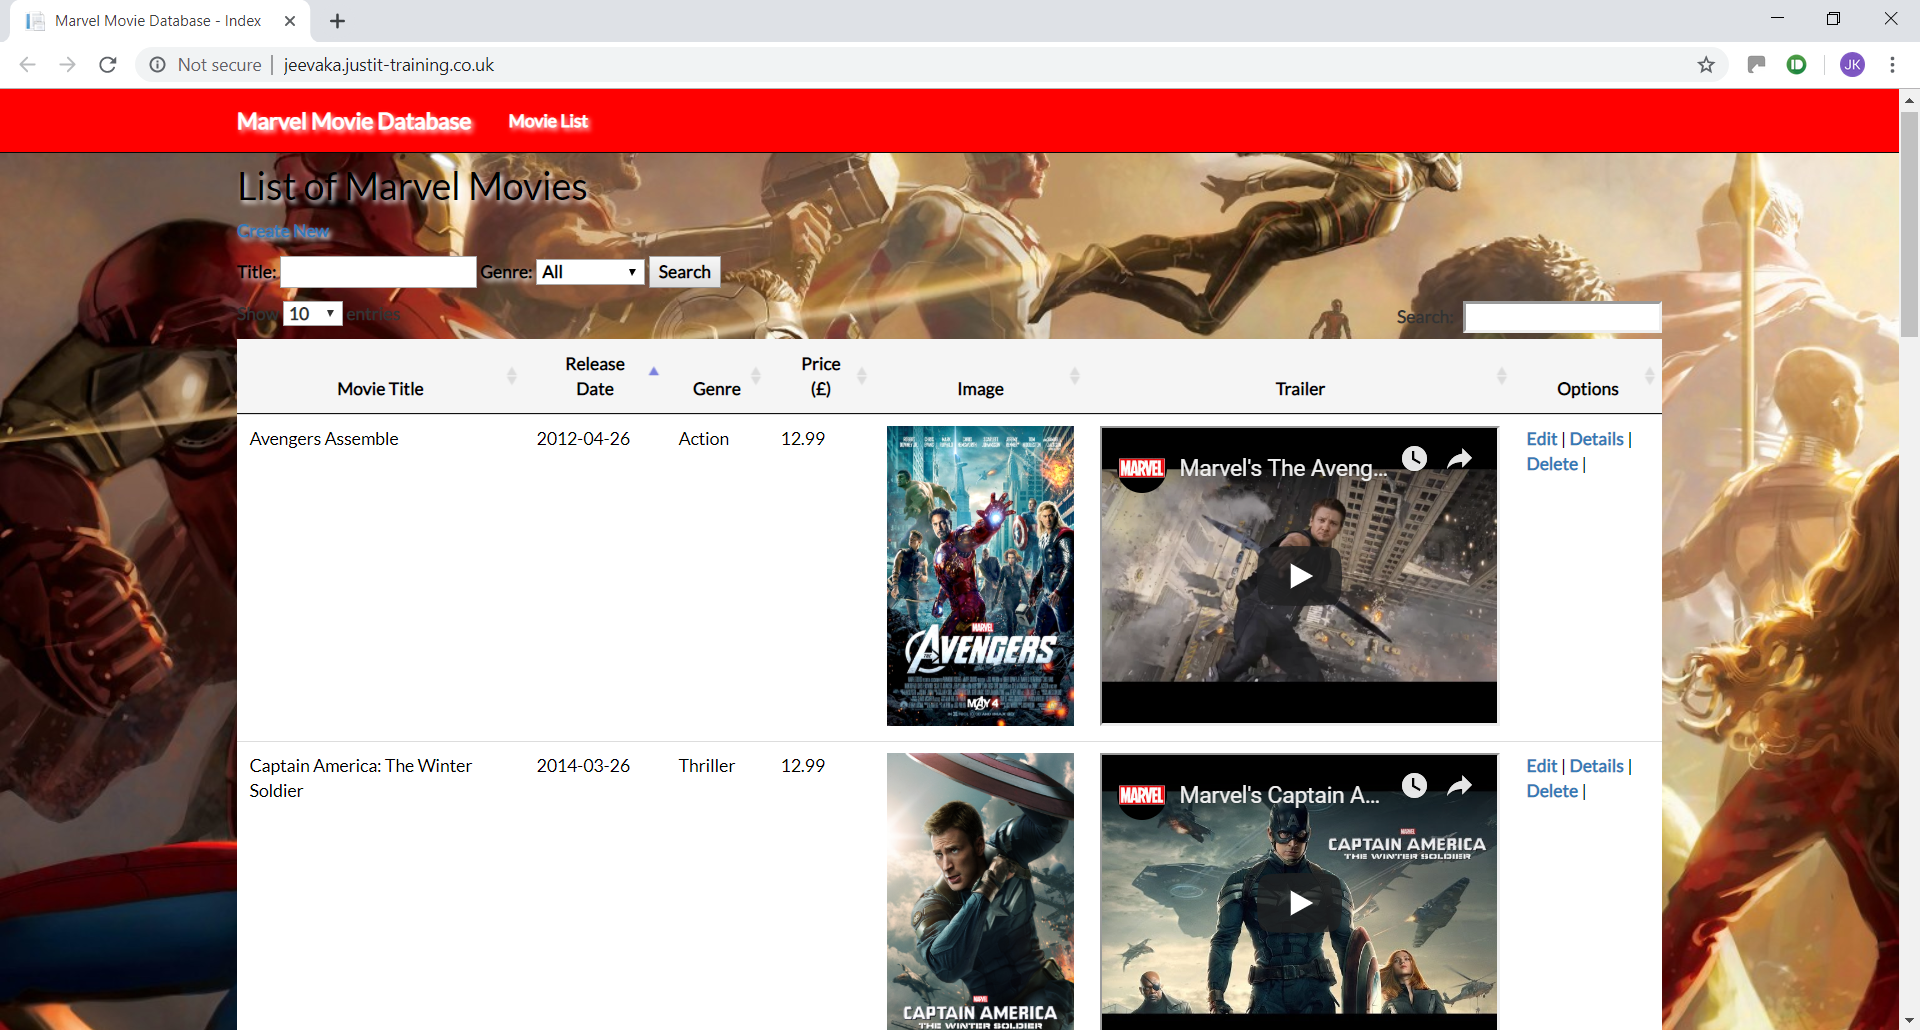 Marvel Movie Database - Index
Not secure | jeevaka.justit-training.co.uk
JK
Marvel Movie Database Movie List
List of Marvel Movies
Create New
Title: Genre: All Search
Show 10 entries
Search:
Movie Title Release Date Genre Price (£) Image Trailer Options
Avengers Assemble 2012-04-26 Action 12.99
MARVEL
THE AVENGERS
MAY 4
MARVEL Marvel's The Aveng...
Edit | Details |
Delete |
Captain America: The Winter 2014-03-26 Thriller 12.99
Soldier
MARVEL
CAPTAIN AMERICA
THE WINTER SOLDIER
MARVEL Marvel's Captain A...
MARVEL
CAPTAIN AMERICA
THE WINTER SOLDIER
Edit | Details |
Delete |